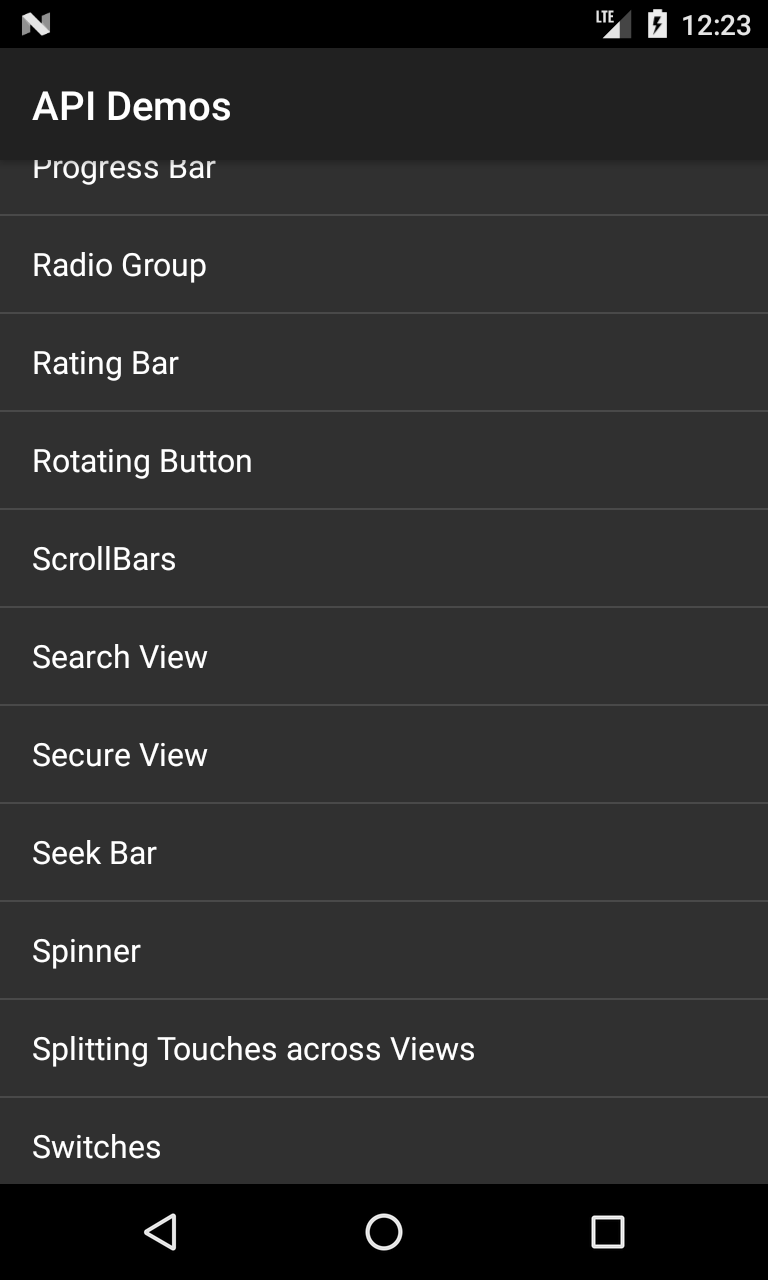 LTE 12:23
API Demos
Progress Bar
Radio Group
Rating Bar
Rotating Button
ScrollBars
Search View
Secure View
Seek Bar
Spinner
Splitting Touches across Views
Switches